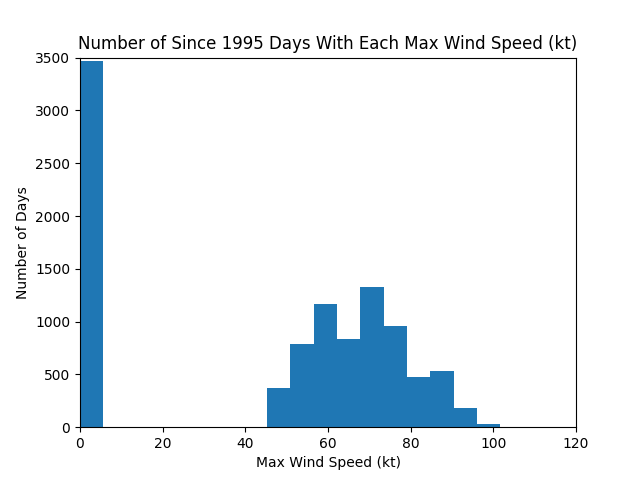 Number of Since 1995 Days With Each Max Wind Speed (kt)
3500
3000
2500
2000
1500
1000
500
0
Number of Days
0 20 40 60 80 100 120
Max Wind Speed (kt)